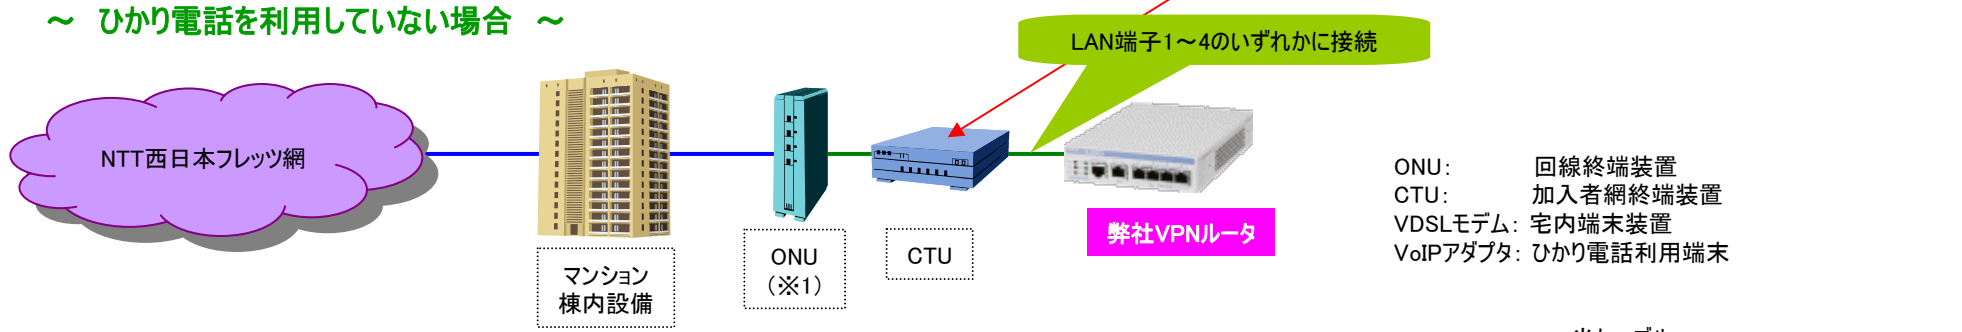 ～ ひかり電話を利用していない場合 ～
LAN端子1～4のいずれかに接続
NTT西日本フレッツ網
ONU： 回線終端装置
CTU： 加入者網終端装置
VDSLモデム： 宅内端末装置
VoIPアダプタ： ひかり電話利用端末
弊社VPNルータ
マンション
棟内設備
ONU
（※1）
CTU